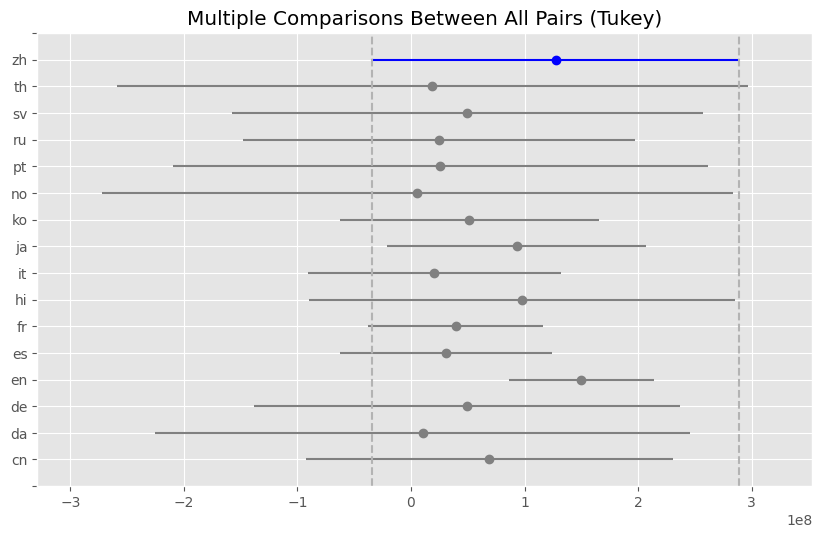 Multiple Comparisons Between All Pairs (Tukey)
zh
th
sv
ru
pt
no
ko
ja
it
hi
fr
es
en
de
da
cn
−3 −2 −1 0 1 2 3
1e8